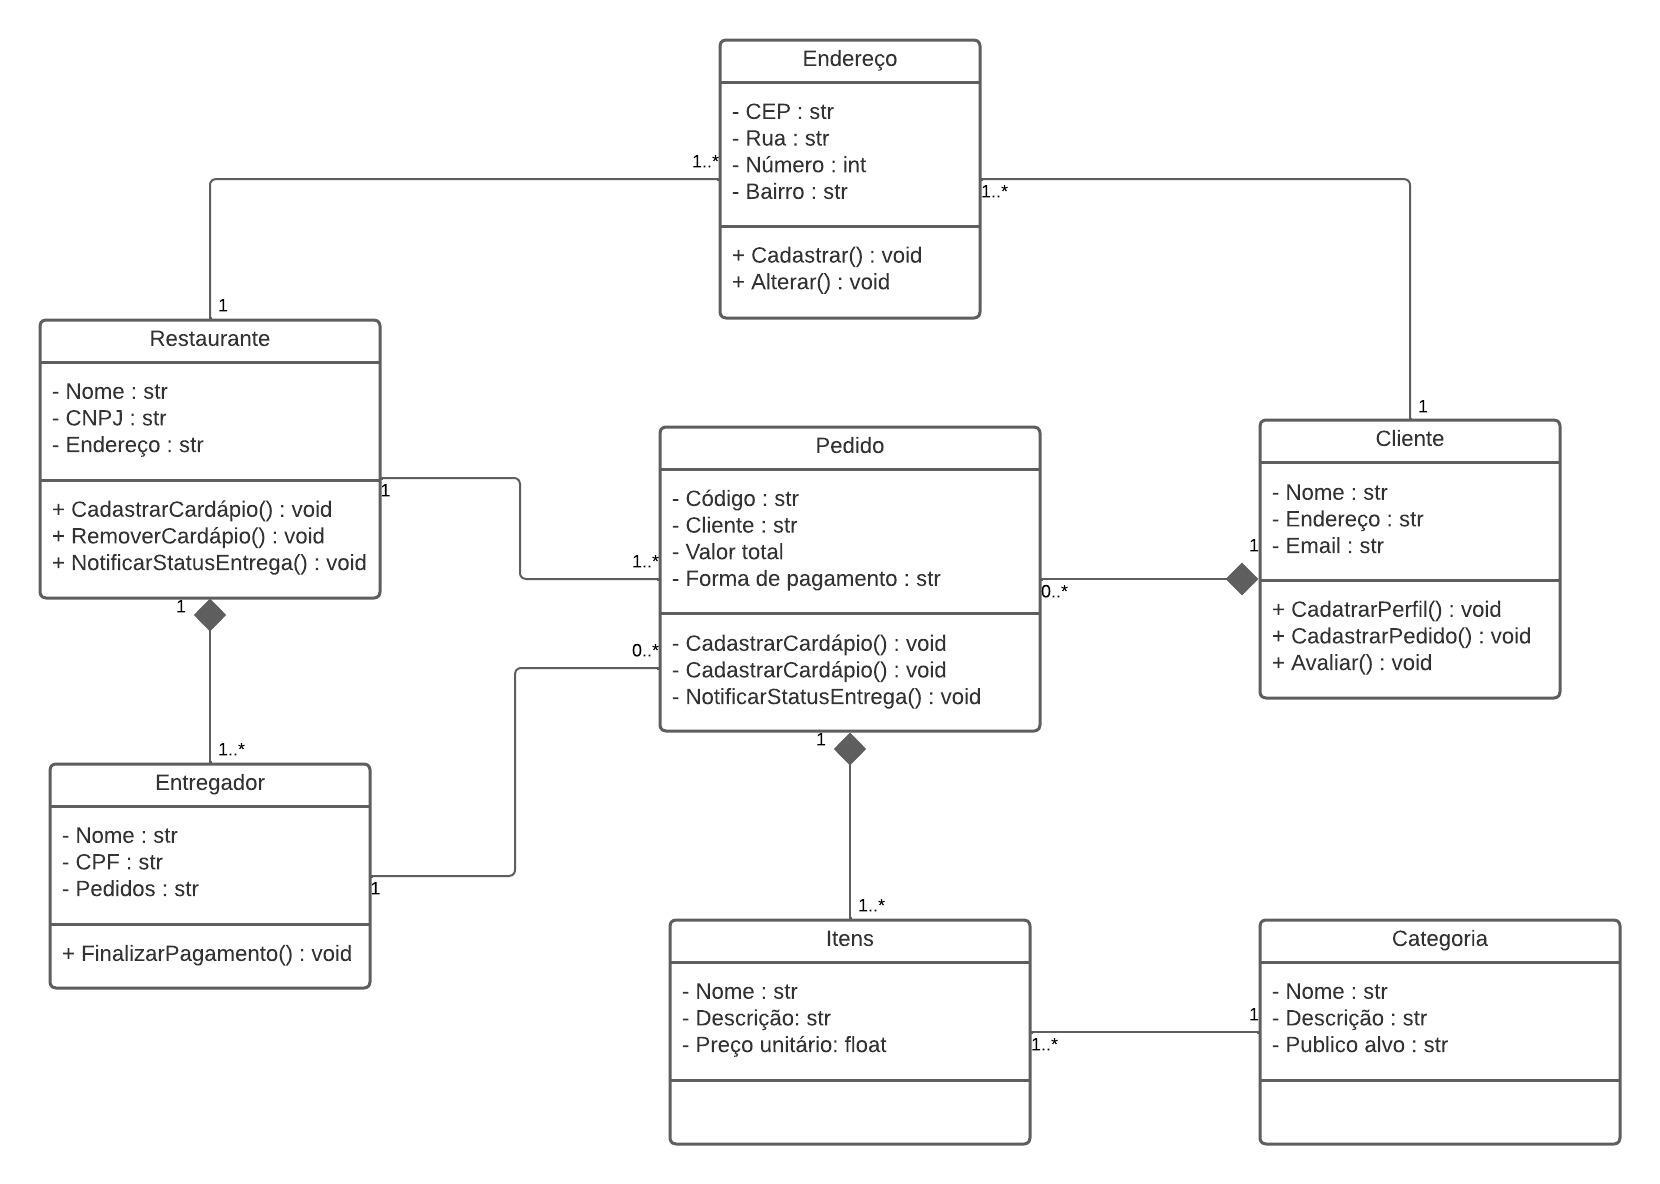 Endereço
- CEP : str
- Rua : str
- Número : int
- Bairro : str
+ Cadastrar() : void
+ Alterar() : void
1..*
1..*
1
1
Restaurante
- Nome : str
- CNPJ : str
- Endereço : str
+ CadastrarCardápio() : void
+ RemoverCardápio() : void
+ NotificarStatusEntrega() : void
1
1
1..*
Pedido
- Código : str
- Cliente : str
- Valor total
- Forma de pagamento : str
- CadastrarCardápio() : void
- CadastrarCardápio() : void
- NotificarStatusEntrega() : void
1..*
0..*
0..*
1
Cliente
- Nome : str
- Endereço : str
- Email : str
+ CadatrarPerfil() : void
+ CadastrarPedido() : void
+ Avaliar() : void
1
Entregador
- Nome : str
- CPF : str
- Pedidos : str
+ FinalizarPagamento() : void
1
1..*
Itens
- Nome : str
- Descrição: str
- Preço unitário: float
1..*
1
Categoria
- Nome : str
- Descrição : str
- Publico alvo : str